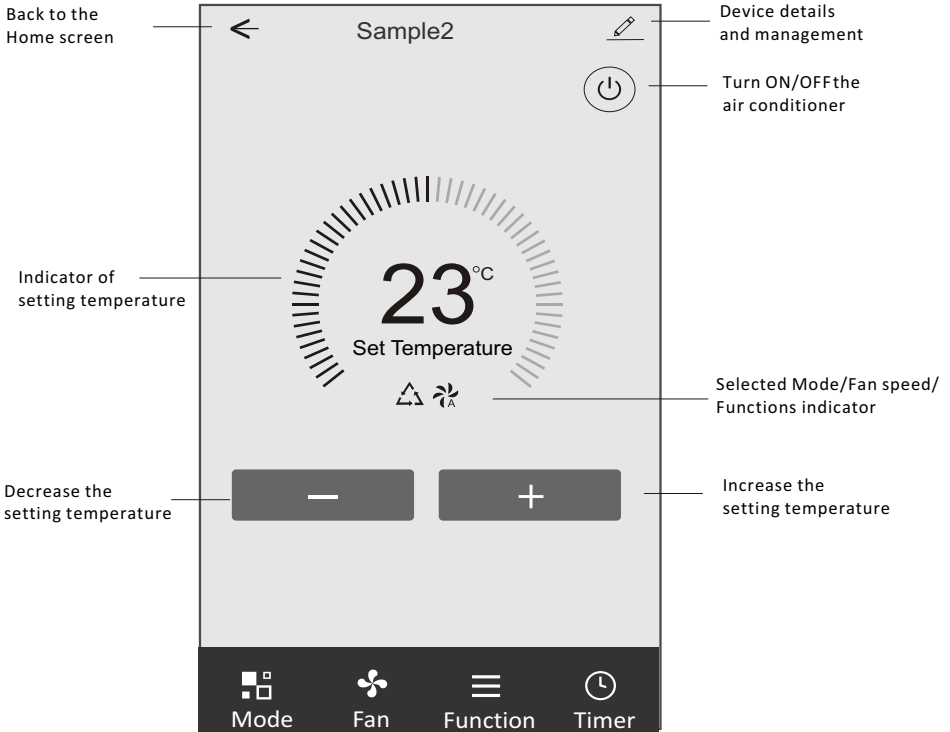 Back to the
Home screen
Sample2
Device details
and management
Turn ON/OFF the
air conditioner
Indicator of
setting temperature
23°C
Set Temperature
A
Selected Mode/Fan speed/
Functions indicator
Decrease the
setting temperature
Increase the
setting temperature
Mode
Fan
Function
Timer